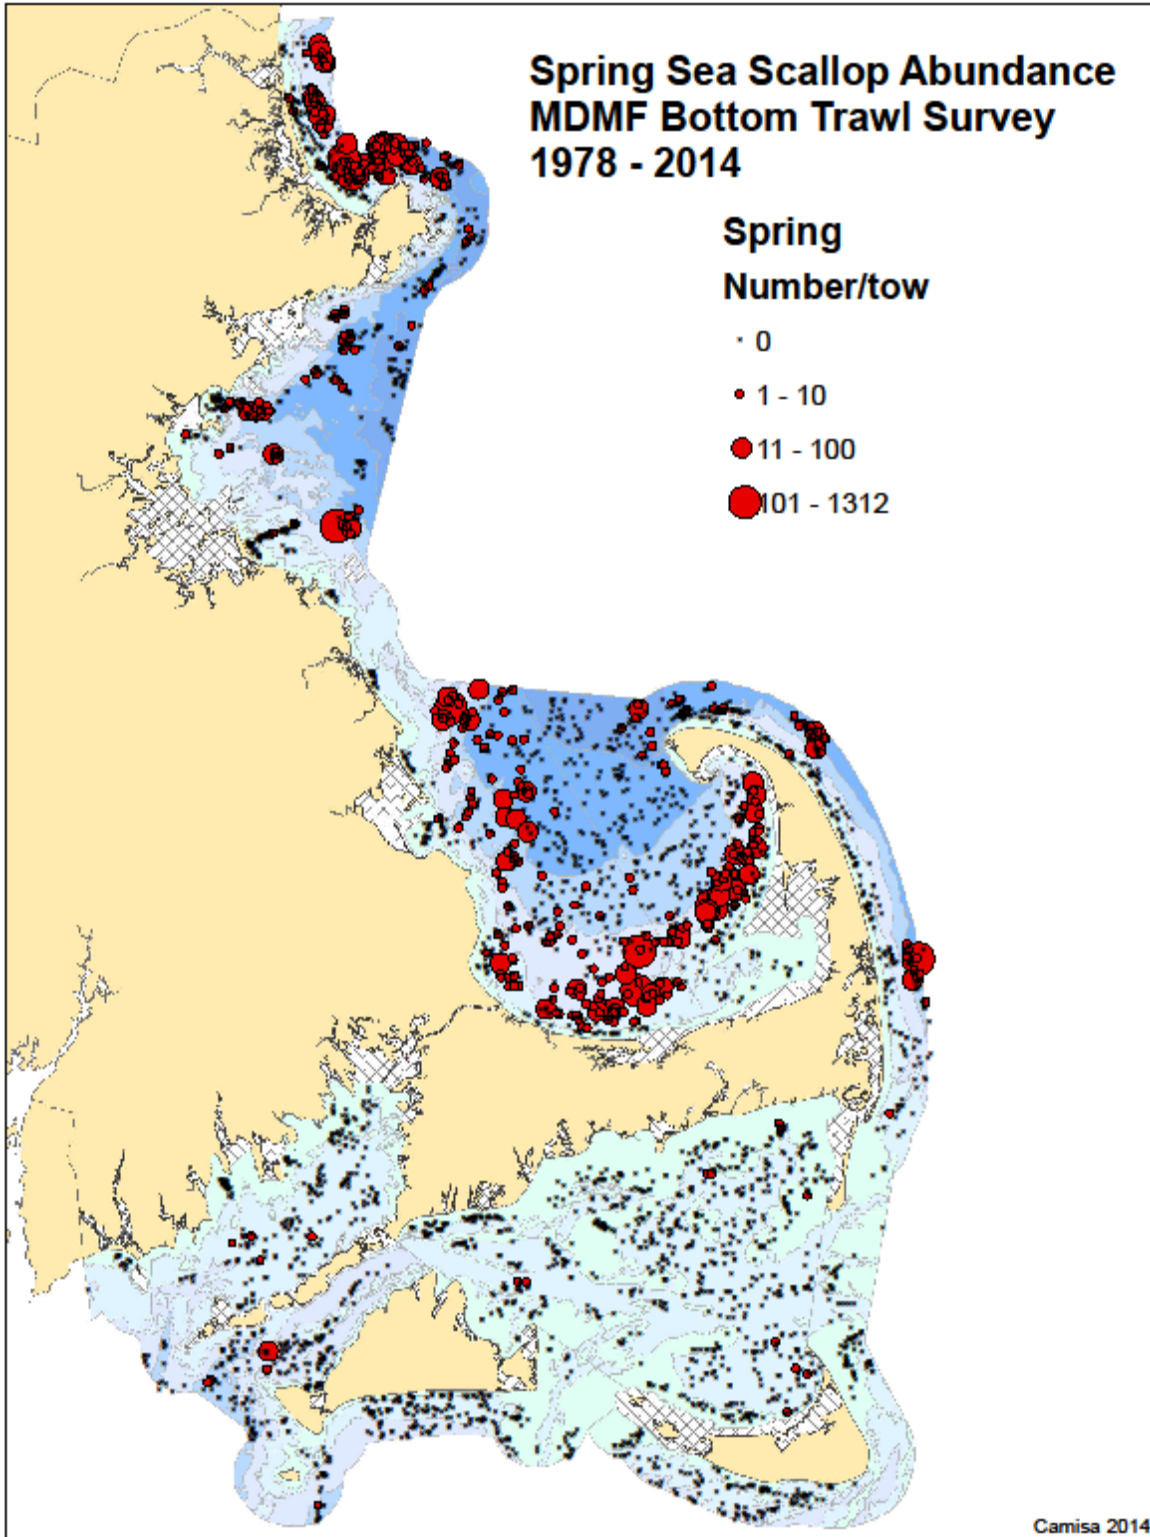 Spring Sea Scallop Abundance
MDMF Bottom Trawl Survey
1978 - 2014
Spring
Number/tow
0
1 - 10
11 - 100
101 - 1312
Camisa 2014